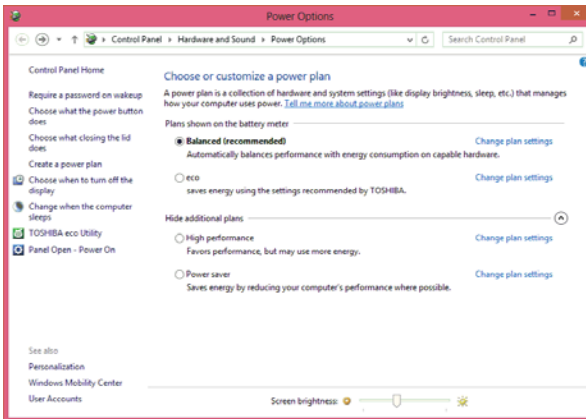 Power Options
Control Panel ▸ Hardware and Sound ▸ Power Options
Search Control Panel
Control Panel Home
Require a password on wakeup
Choose what the power button
does
Choose what closing the lid
does
Create a power plan
Choose when to turn off the
display
Change when the computer
sleeps
TOSHIBA eco Utility
Panel Open - Power On
See also
Personalization
Windows Mobility Center
User Accounts
Choose or customize a power plan
A power plan is a collection of hardware and system settings (like display brightness, sleep, etc.) that manages
how your computer uses power. Tell me more about power plans
Plans shown on the battery meter
Balanced (recommended) Change plan settings
Automatically balances performance with energy consumption on capable hardware.
eco Change plan settings
saves energy using the settings recommended by TOSHIBA.
Hide additional plans
High performance Change plan settings
Favors performance, but may use more energy.
Power saver Change plan settings
Saves energy by reducing your computer's performance where possible.
Screen brightness: